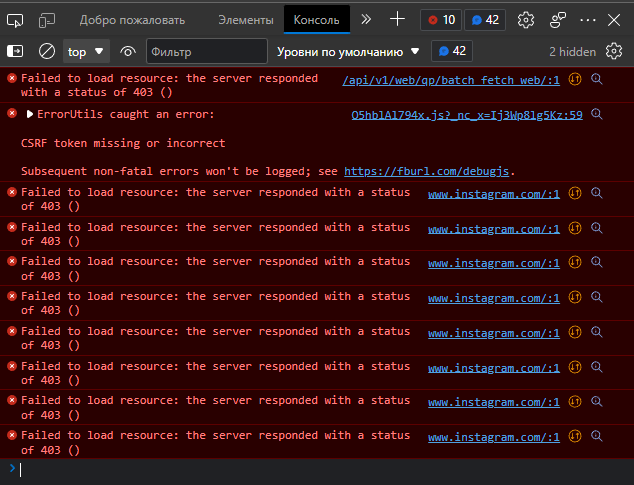 Добро пожаловать Элементы Консоль 10 42
top Фильтр Уровни по умолчанию 42 2 hidden
Failed to load resource: the server responded /api/v1/web/qp/batch_fetch_web/:1
with a status of 403 ()
ErrorUtils caught an error: O5hblAl794x.js?_nc_x=Ij3Wp8lg5Kz:59
CSRF token missing or incorrect
Subsequent non-fatal errors won't be logged; see https://fburl.com/debugjs.
Failed to load resource: the server responded with a status www.instagram.com/:1
of 403 ()
Failed to load resource: the server responded with a status www.instagram.com/:1
of 403 ()
Failed to load resource: the server responded with a status www.instagram.com/:1
of 403 ()
Failed to load resource: the server responded with a status www.instagram.com/:1
of 403 ()
Failed to load resource: the server responded with a status www.instagram.com/:1
of 403 ()
Failed to load resource: the server responded with a status www.instagram.com/:1
of 403 ()
Failed to load resource: the server responded with a status www.instagram.com/:1
of 403 ()
Failed to load resource: the server responded with a status www.instagram.com/:1
of 403 ()